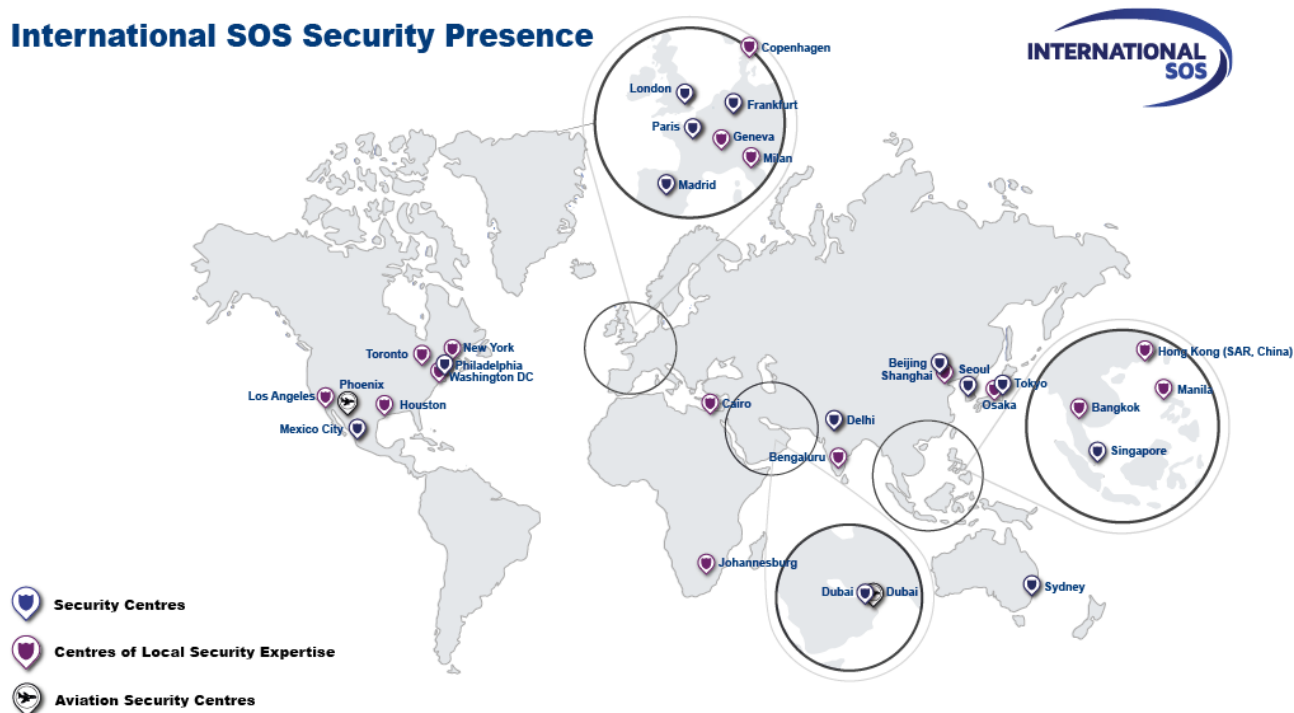 International SOS Security Presence
INTERNATIONAL
SOS
Copenhagen
London
Frankfurt
Paris
Geneva
Milan
Madrid
New York
Toronto
Philadelphia
Washington DC
Phoenix
Los Angeles
Houston
Mexico City
Cairo
Delhi
Bengaluru
Beijing
Shanghai
Seoul
Tokyo
Osaka
Hong Kong (SAR, China)
Manila
Bangkok
Singapore
Johannesburg
Dubai
Dubai
Sydney
Security Centres
Centres of Local Security Expertise
Aviation Security Centres